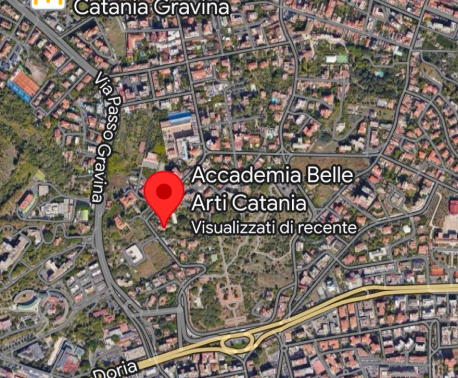 Catania Gravina
Via Passo Gravina
Accademia Belle
Arti Catania
Visualizzati di recente
Doria